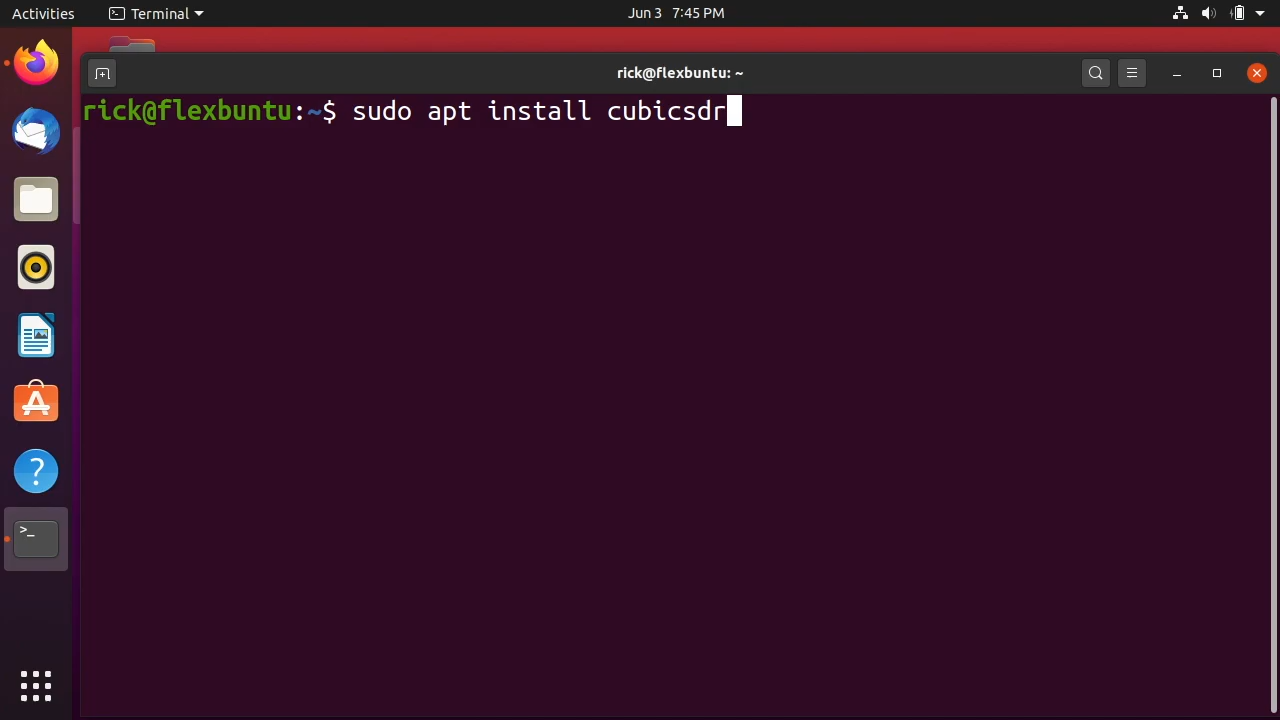 Activities Terminal Jun 3 7:45 PM
rick@flexbuntu: ~
rick@flexbuntu:~$ sudo apt install cubicsdr
>_